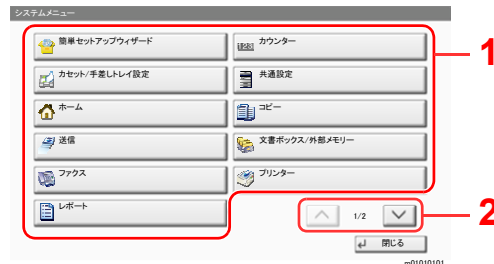 システムメニュー
簡単セットアップウィザード
カウンター
カセット/手差しトレイ設定
共通設定
ホーム
コピー
送信
文書ボックス/外部メモリー
ファクス
プリンター
レポート
1/2
閉じる
1
2
m01010101